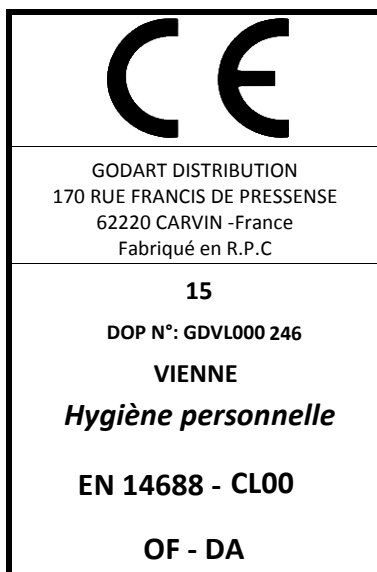 CE
GODART DISTRIBUTION
170 RUE FRANCIS DE PRESSENSE
62220 CARVIN -France
Fabriqué en R.P.C
15
DOP N°: GDVL000 246
VIENNE
Hygiène personnelle
EN 14688 - CL00
OF - DA